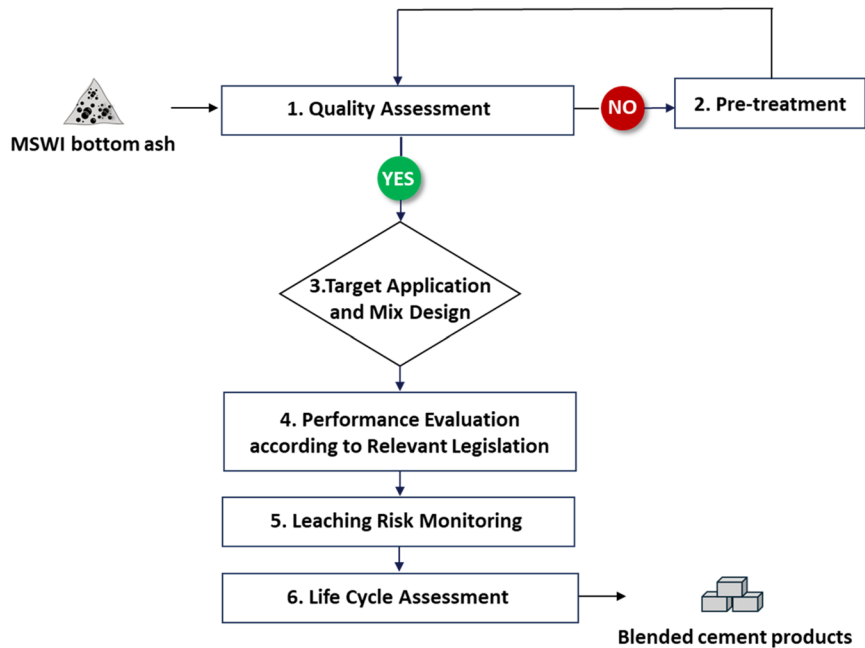 1. Quality Assessment
NO
2. Pre-treatment
MSWI bottom ash
YES
3.Target Application
and Mix Design
4. Performance Evaluation
according to Relevant Legislation
5. Leaching Risk Monitoring
6. Life Cycle Assessment
Blended cement products